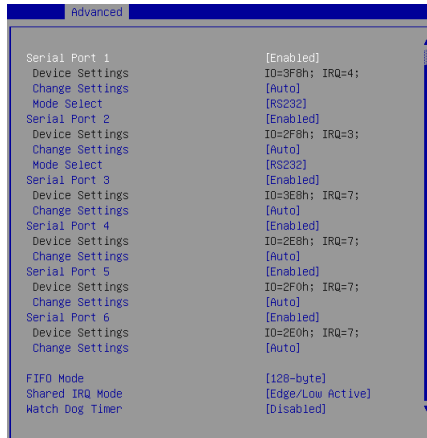 Advanced
Serial Port 1 [Enabled]
Device Settings IO=3F8h; IRQ=4;
Change Settings [Auto]
Mode Select [RS232]
Serial Port 2 [Enabled]
Device Settings IO=2F8h; IRQ=3;
Change Settings [Auto]
Mode Select [RS232]
Serial Port 3 [Enabled]
Device Settings IO=3E8h; IRQ=7;
Change Settings [Auto]
Serial Port 4 [Enabled]
Device Settings IO=2E8h; IRQ=7;
Change Settings [Auto]
Serial Port 5 [Enabled]
Device Settings IO=2F0h; IRQ=7;
Change Settings [Auto]
Serial Port 6 [Enabled]
Device Settings IO=2E0h; IRQ=7;
Change Settings [Auto]
FIFO Mode [128-byte]
Shared IRQ Mode [Edge/Low Active]
Watch Dog Timer [Disabled]